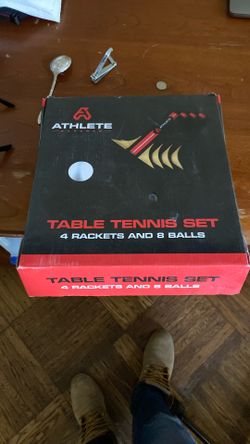 ATHLETE
TABLE TENNIS SET
4 RACKETS AND 8 BALLS
TABLE TENNIS SET
4 RACKETS AND 8 BALLS